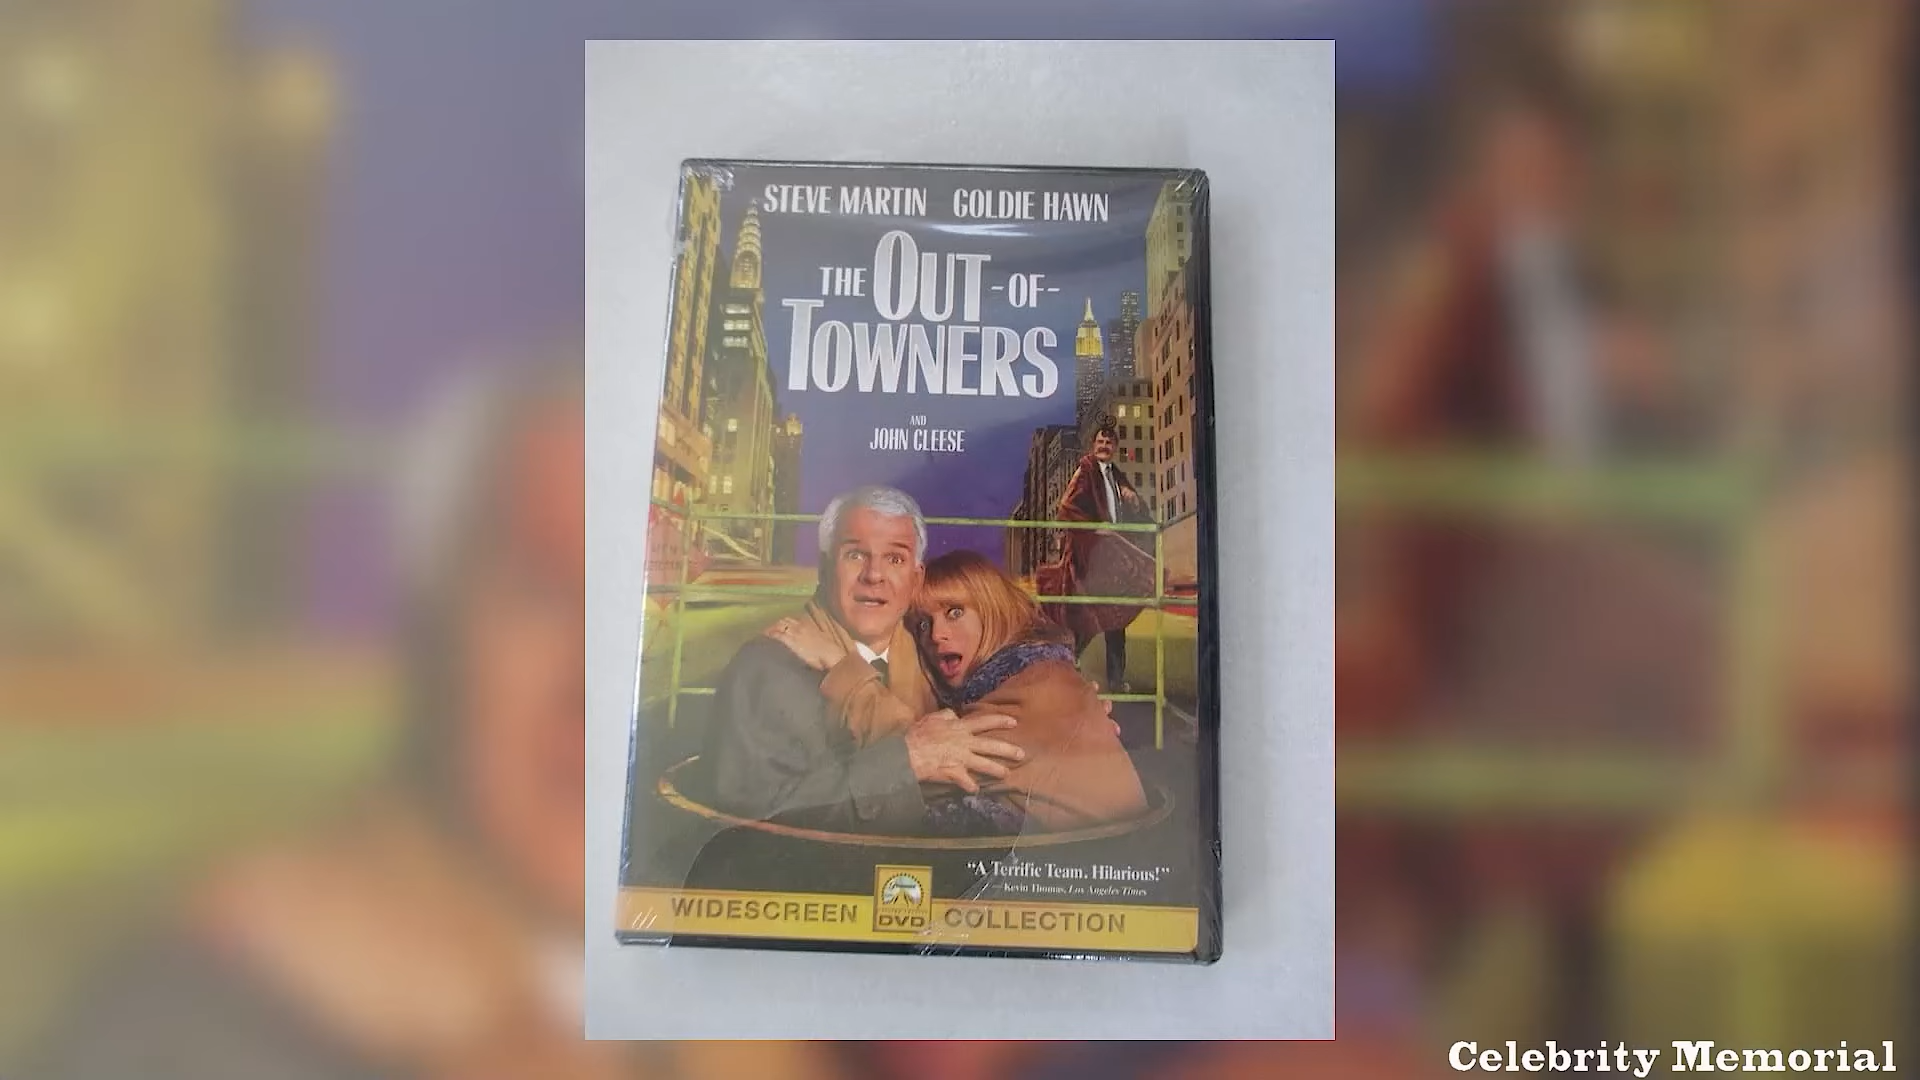 STEVE MARTIN GOLDIE HAWN
THE OUT-OF-
TOWNERS
AND
JOHN CLEESE
"A Terrific Team. Hilarious!"
—Kevin Thomas, Los Angeles Times
WIDESCREEN DVD COLLECTION
Celebrity Memorial